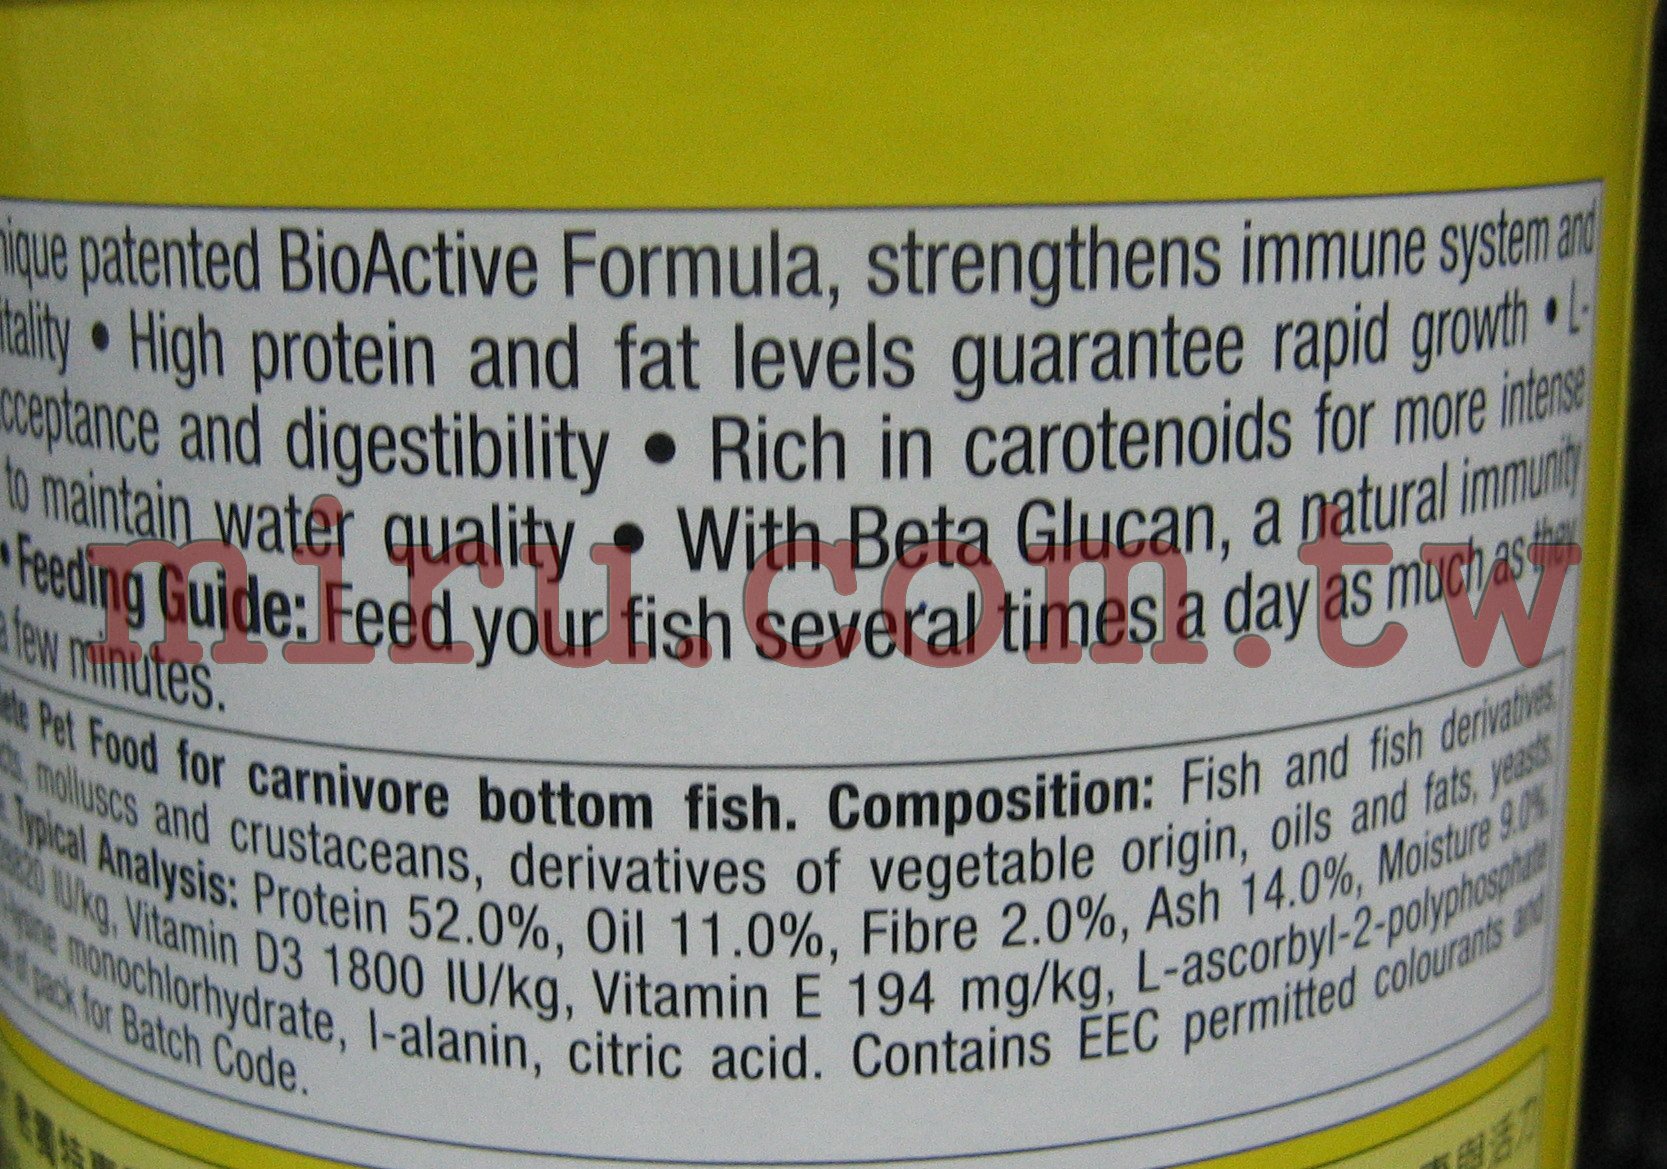 nique patented BioActive Formula, strengthens immune system and
itality • High protein and fat levels guarantee rapid growth • L-
cceptance and digestibility • Rich in carotenoids for more intense
to maintain water quality • With Beta Glucan, a natural immunity
• Feeding Guide: Feed your fish several times a day as much as they
a few minutes.
miru.com.tw
ete Pet Food for carnivore bottom fish. Composition: Fish and fish derivatives,
cts, molluscs and crustaceans, derivatives of vegetable origin, oils and fats, yeasts.
Typical Analysis: Protein 52.0%, Oil 11.0%, Fibre 2.0%, Ash 14.0%, Moisture 9.0%
IU/kg, Vitamin D3 1800 IU/kg, Vitamin E 194 mg/kg, L-ascorbyl-2-polyphosphate
monochlorhydrate, l-alanin, citric acid. Contains EEC permitted colourants and
of pack for Batch Code.